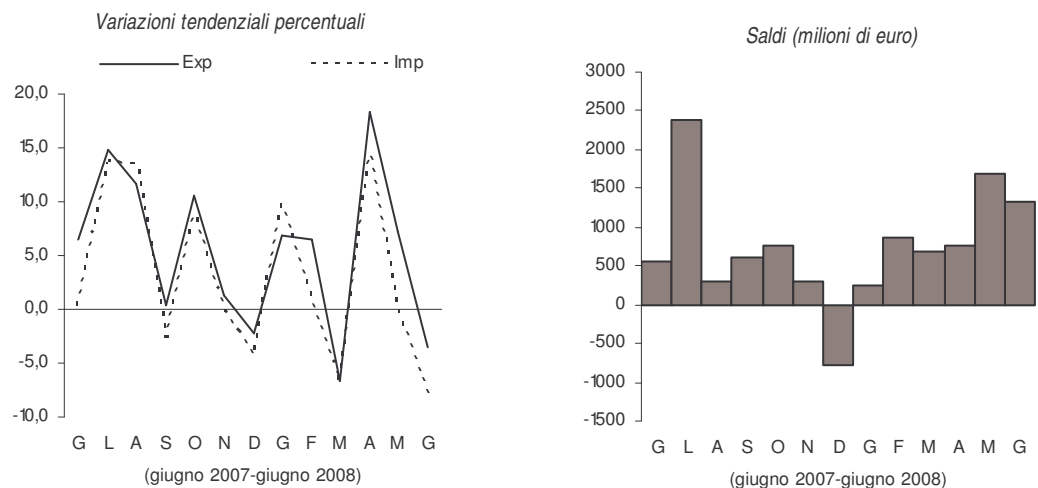 Variazioni tendenziali percentuali
Exp
Imp
20,0
15,0
10,0
5,0
0,0
-5,0
-10,0
G L A S O N D G F M A M G
(giugno 2007-giugno 2008)
Saldi (milioni di euro)
3000
2500
2000
1500
1000
500
0
-500
-1000
-1500
G L A S O N D G F M A M G
(giugno 2007-giugno 2008)